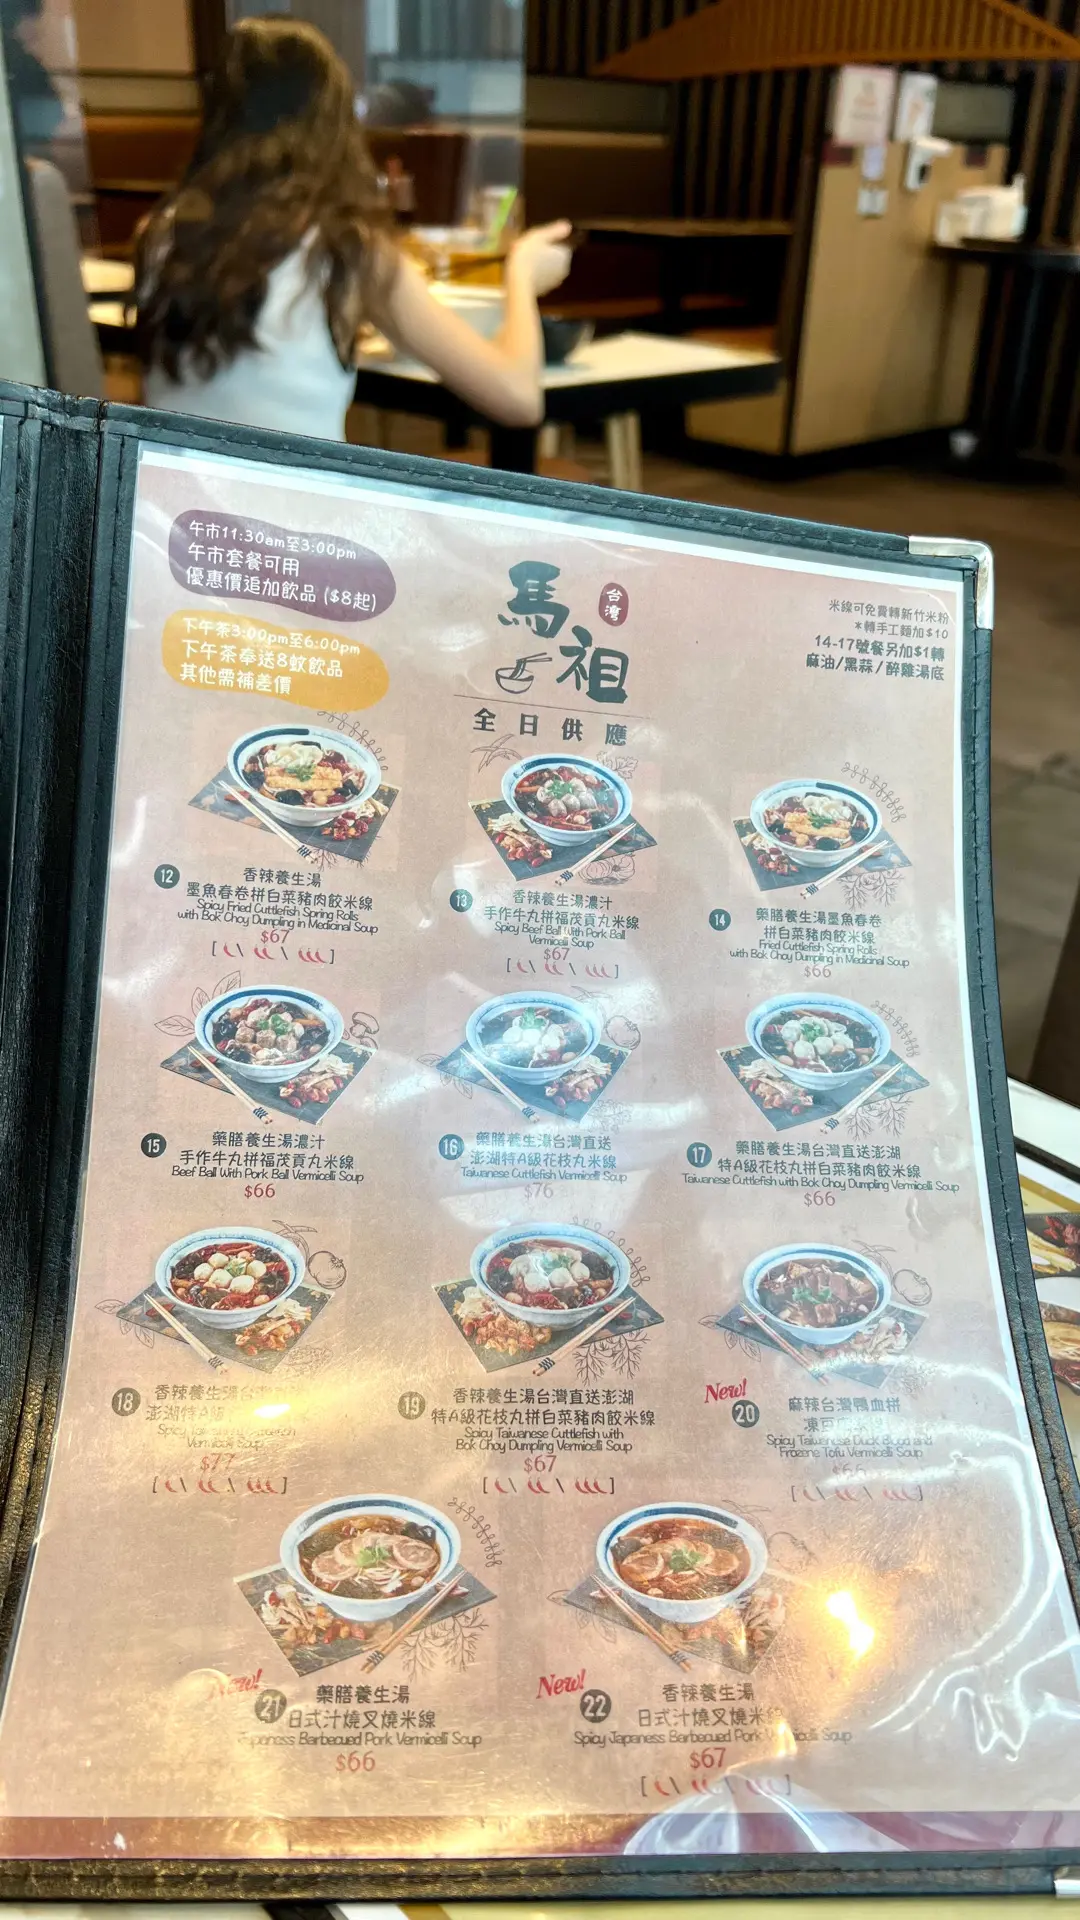 午市11:30am至3:00pm
午市套餐可用
優惠價追加飲品 ($8起)
下午茶3:00pm至6:00pm
下午茶奉送8蚊飲品
其他需補差價
馬祖
台灣
全日供應
米線可免費轉新竹米粉
*轉手工麵加$10
14-17號餐另加$1轉
麻油/黑蒜/醉雞湯底
12
香辣養生湯
墨魚春卷拼白菜豬肉餃米線
Spicy Fried Cuttlefish Spring Rolls
with Bok Choy Dumpling in Medicinal Soup
$67
13
香辣養生湯濃汁
手作牛丸拼福茂貢丸米線
Spicy Beef Ball With Pork Ball
Vermicelli Soup
$67
14
藥膳養生湯墨魚春卷
拼白菜豬肉餃米線
Fried Cuttlefish Spring Rolls
with Bok Choy Dumpling in Medicinal Soup
$66
15
藥膳養生湯濃汁
手作牛丸拼福茂貢丸米線
Beef Ball With Pork Ball Vermicelli Soup
$66
16
藥膳養生湯台灣直送
澎湖特A級花枝丸米線
Taiwanese Cuttlefish Vermicelli Soup
$76
17
藥膳養生湯台灣直送澎湖
特A級花枝丸拼白菜豬肉餃米線
Taiwanese Cuttlefish with Bok Choy Dumpling Vermicelli Soup
$66
18
香辣養生湯台灣
澎湖特A級
Spicy
Vermicelli Soup
$77
19
香辣養生湯台灣直送澎湖
特A級花枝丸拼白菜豬肉餃米線
Spicy Taiwanese Cuttlefish with
Bok Choy Dumpling Vermicelli Soup
$67
New!
20
麻辣台灣鴨血拼
凍豆
Spicy Taiwanese Duck Blood and
Frozene Tofu Vermicelli Soup
$66
New!
21
藥膳養生湯
日式汁燒叉燒米線
Japaness Barbecued Pork Vermicelli Soup
$66
New!
22
香辣養生湯
日式汁燒叉燒米線
Spicy Japaness Barbecued Pork Soup
$67